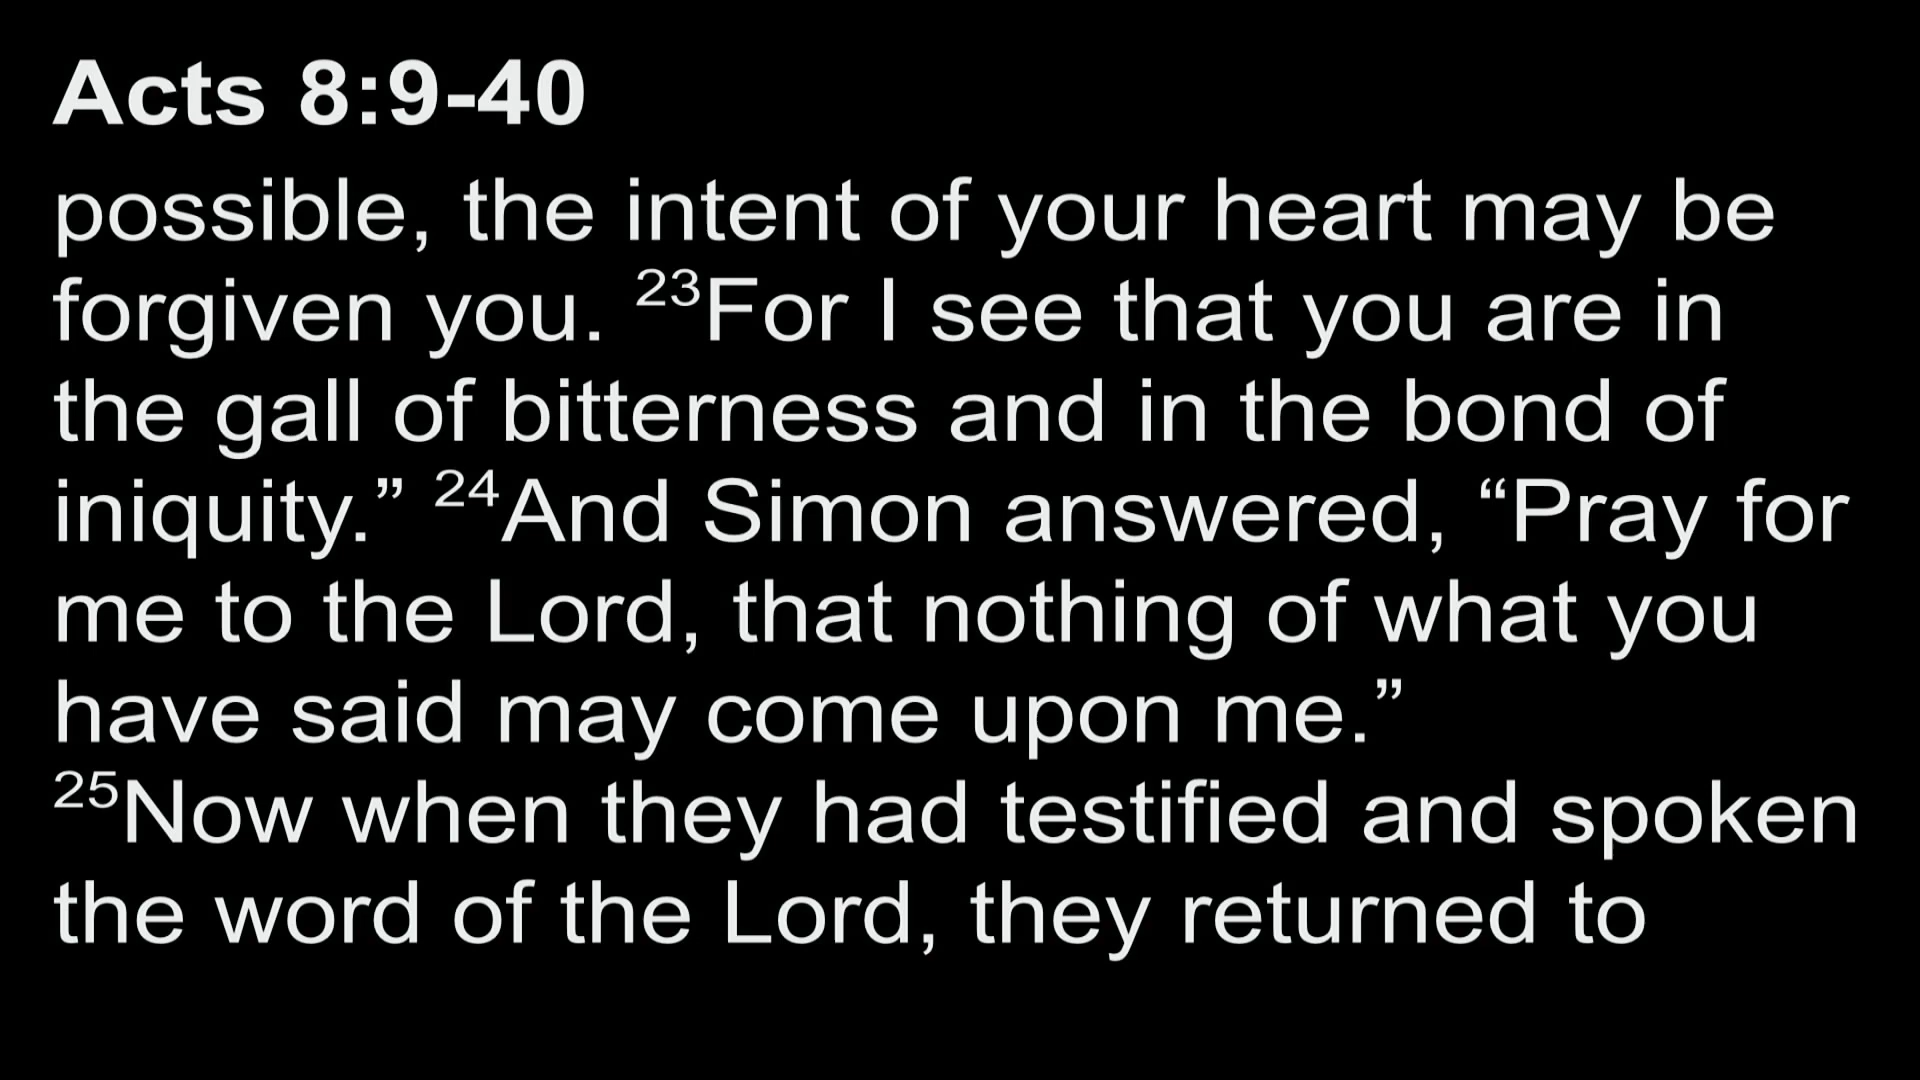 Acts 8:9-40
possible, the intent of your heart may be
forgiven you. ²³For I see that you are in
the gall of bitterness and in the bond of
iniquity.” ²⁴And Simon answered, “Pray for
me to the Lord, that nothing of what you
have said may come upon me.”
²⁵Now when they had testified and spoken
the word of the Lord, they returned to